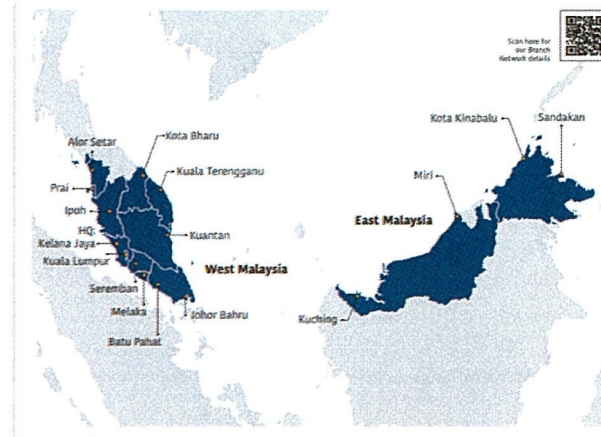 Scan here for
our Branch
Network details
Kota Bharu
Alor Setar
Kuala Terengganu
Prai
Ipoh
HQ:
Kelana Jaya
Kuala Lumpur
Kuantan
West Malaysia
Seremban
Melaka
Johor Bahru
Batu Pahat
Kota Kinabalu
Sandakan
Miri
East Malaysia
Kuching